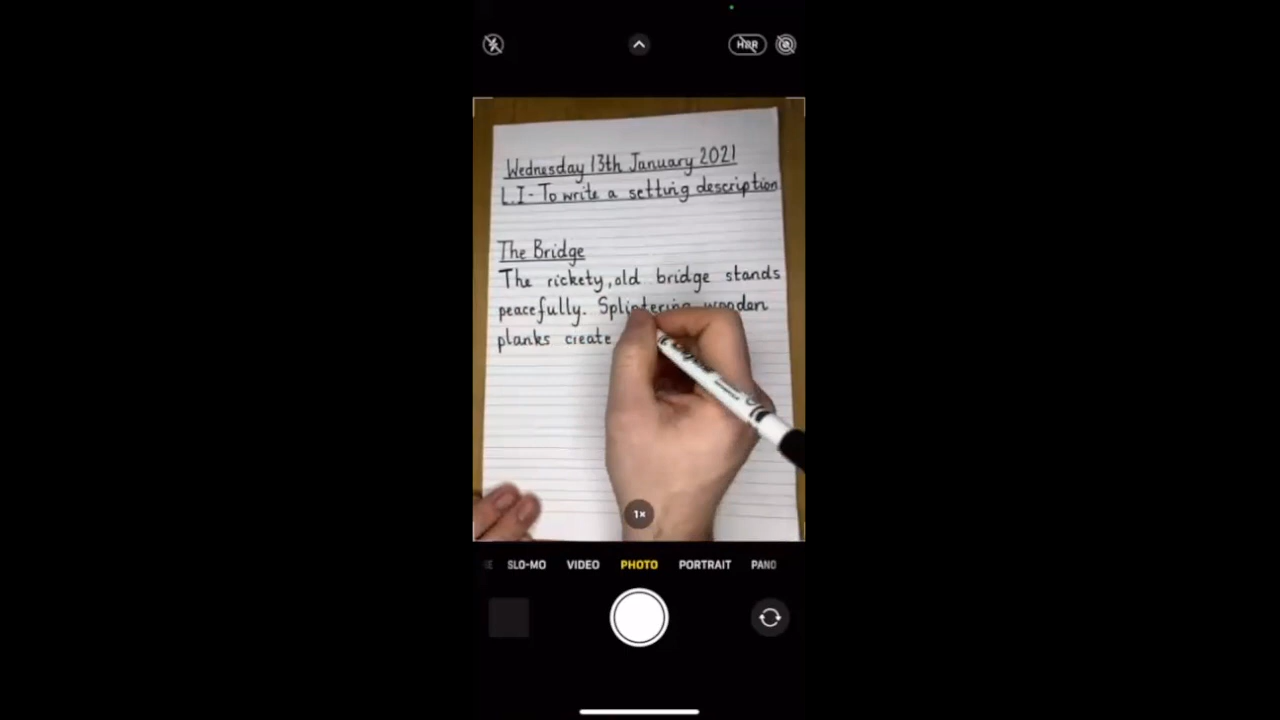 HDR
Wednesday 13th January 2021
L.I - To write a setting description
The Bridge
The rickety, old bridge stands
peacefully. Splintering wooden
planks create
1×
SLO-MO VIDEO PHOTO PORTRAIT PANO